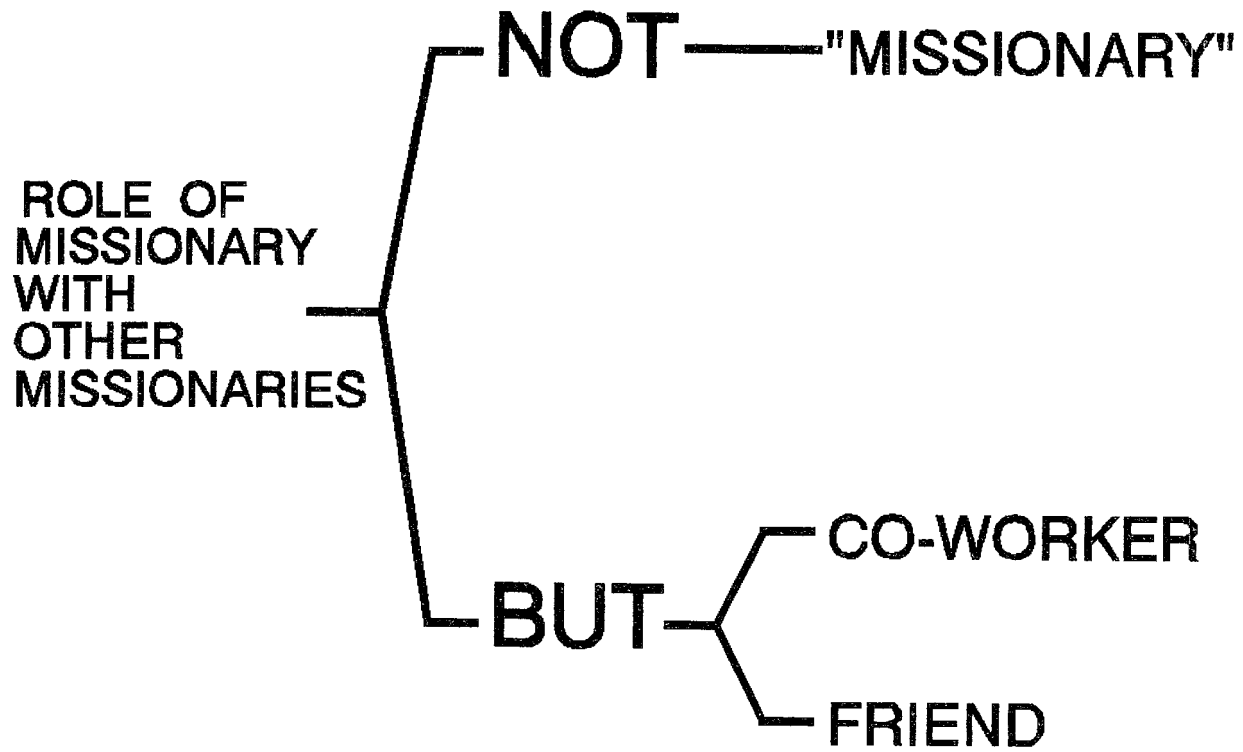 NOT
"MISSIONARY"
ROLE OF
MISSIONARY
WITH
OTHER
MISSIONARIES
CO-WORKER
BUT
FRIEND